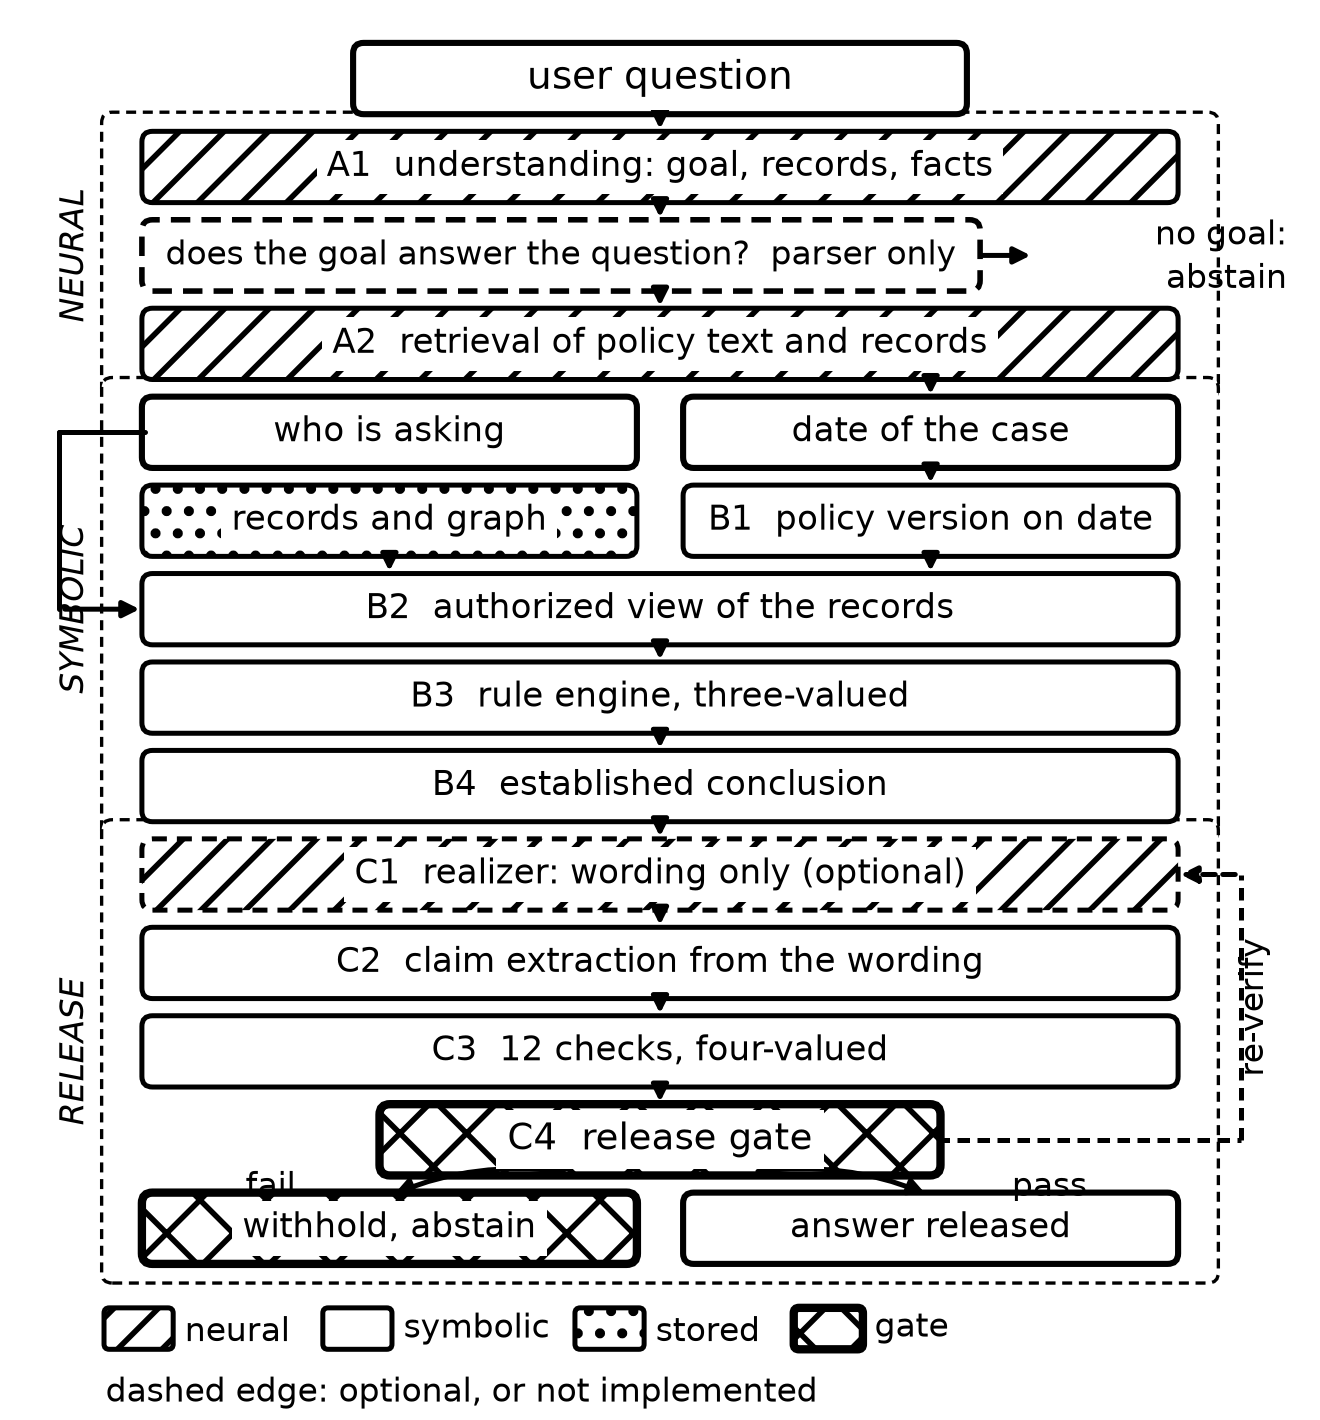 user question
NEURAL
A1 understanding: goal, records, facts
does the goal answer the question? parser only
no goal:
abstain
A2 retrieval of policy text and records
SYMBOLIC
who is asking
date of the case
records and graph
B1 policy version on date
B2 authorized view of the records
B3 rule engine, three-valued
B4 established conclusion
RELEASE
C1 realizer: wording only (optional)
C2 claim extraction from the wording
re-verify
C3 12 checks, four-valued
C4 release gate
fail
pass
withhold, abstain
answer released
neural
symbolic
stored
gate
dashed edge: optional, or not implemented